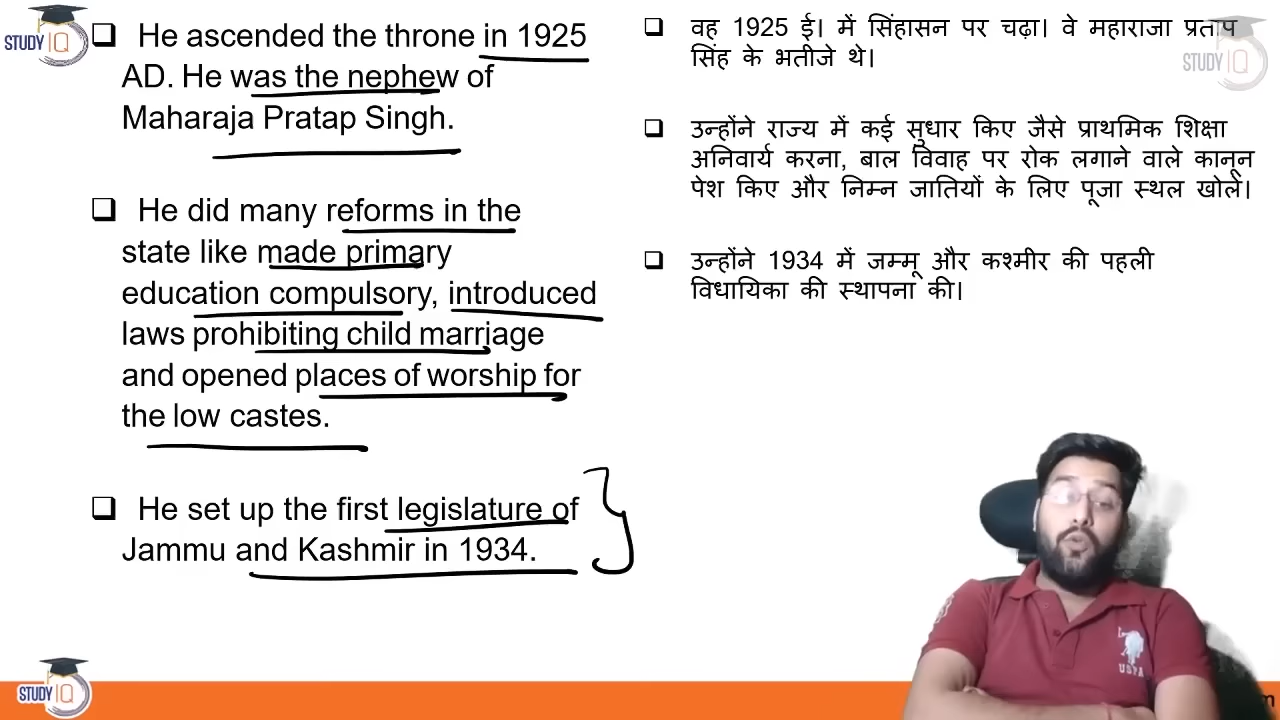 STUDY IQ
He ascended the throne in 1925
AD. He was the nephew of
Maharaja Pratap Singh.
He did many reforms in the
state like made primary
education compulsory, introduced
laws prohibiting child marriage
and opened places of worship for
the low castes.
He set up the first legislature of
Jammu and Kashmir in 1934.
वह 1925 ई। में सिंहासन पर चढ़ा। वे महाराजा प्रताप
सिंह के भतीजे थे।
उन्होंने राज्य में कई सुधार किए जैसे प्राथमिक शिक्षा
अनिवार्य करना, बाल विवाह पर रोक लगाने वाले कानून
पेश किए और निम्न जातियों के लिए पूजा स्थल खोले।
उन्होंने 1934 में जम्मू और कश्मीर की पहली
विधायिका की स्थापना की।
STUDY IQ
USPA
STUDY IQ